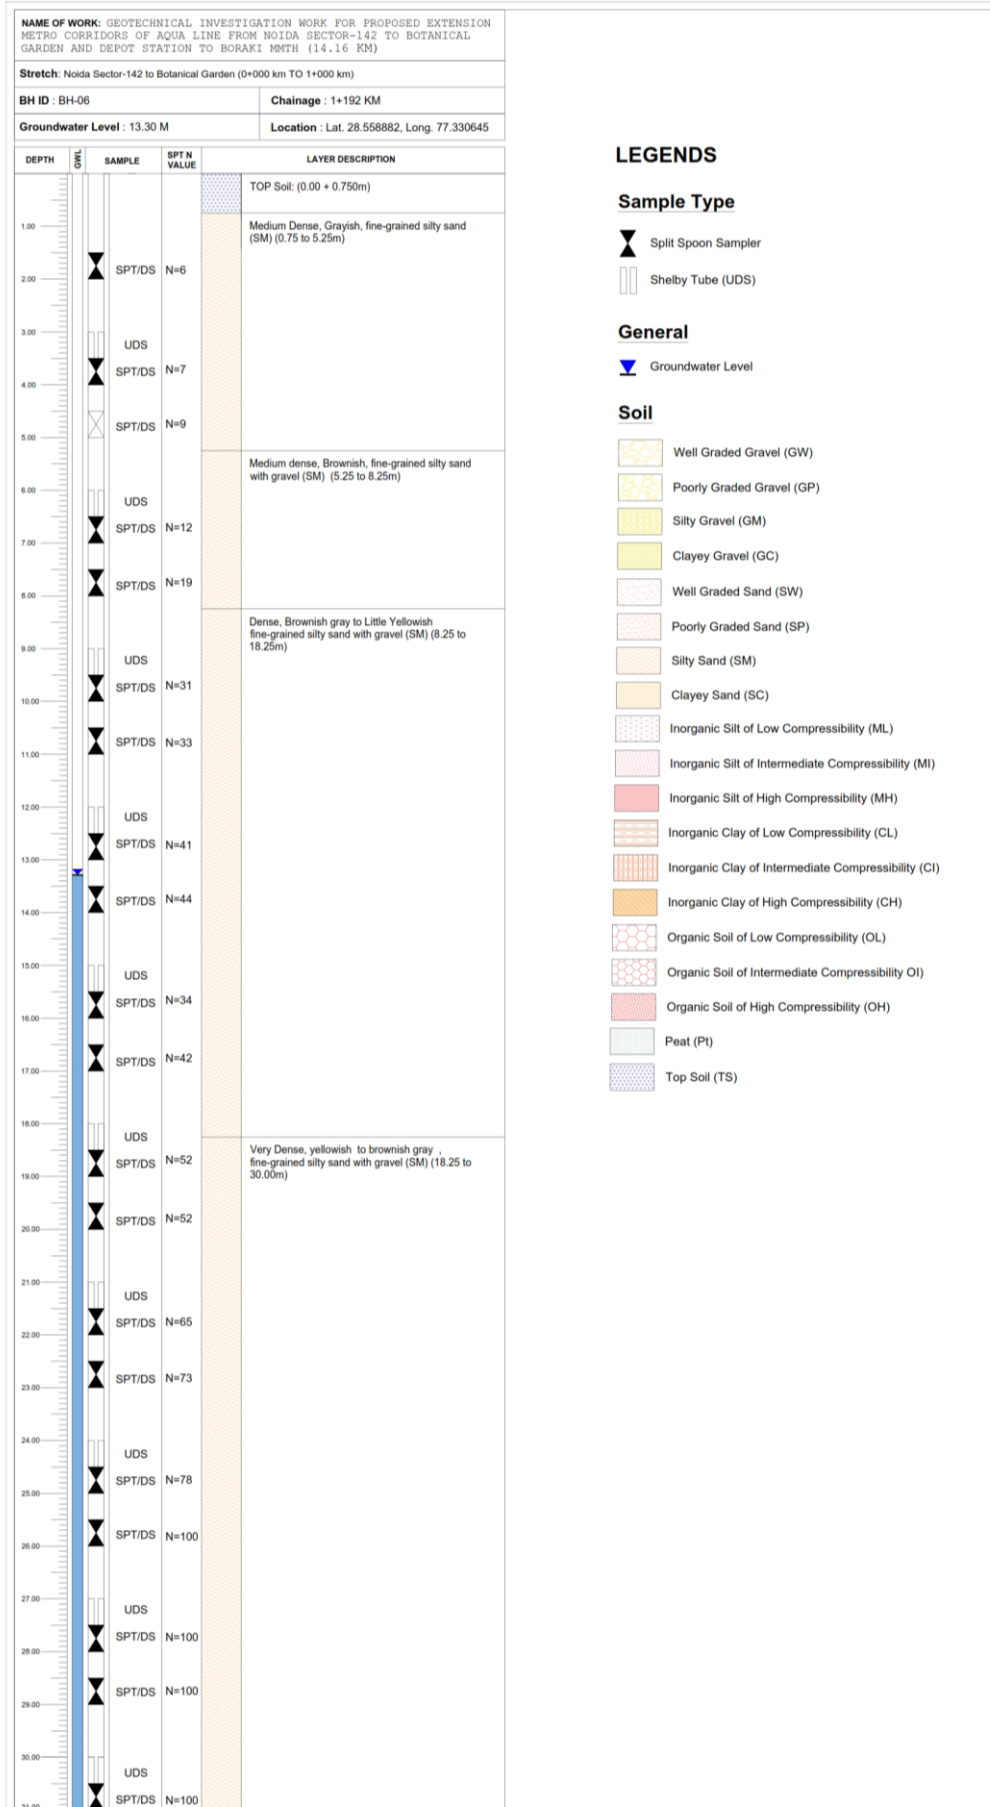 NAME OF WORK: GEOTECHNICAL INVESTIGATION WORK FOR PROPOSED EXTENSION
METRO CORRIDORS OF AQUA LINE FROM NOIDA SECTOR-142 TO BOTANICAL
GARDEN AND DEPOT STATION TO BORAKI MMTH (14.16 KM)
Stretch: Noida Sector-142 to Botanical Garden (0+000 km TO 1+000 km)
BH ID : BH-06
Chainage : 1+192 KM
Groundwater Level : 13.30 M
Location : Lat. 28.558882, Long. 77.330645
DEPTH
GWL
SAMPLE
SPT N
VALUE
LAYER DESCRIPTION
TOP Soil: (0.00 + 0.750m)
Medium Dense, Grayish, fine-grained silty sand
(SM) (0.75 to 5.25m)
1.00
SPT/DS N=6
2.00
3.00
UDS
SPT/DS N=7
4.00
SPT/DS N=9
5.00
Medium dense, Brownish, fine-grained silty sand
with gravel (SM) (5.25 to 8.25m)
6.00
UDS
SPT/DS N=12
7.00
SPT/DS N=19
8.00
Dense, Brownish gray to Little Yellowish
fine-grained silty sand with gravel (SM) (8.25 to
18.25m)
9.00
UDS
SPT/DS N=31
10.00
SPT/DS N=33
11.00
12.00
UDS
SPT/DS N=41
13.00
SPT/DS N=44
14.00
15.00
UDS
SPT/DS N=34
16.00
SPT/DS N=42
17.00
18.00
UDS
Very Dense, yellowish to brownish gray ,
fine-grained silty sand with gravel (SM) (18.25 to
30.00m)
SPT/DS N=52
19.00
SPT/DS N=52
20.00
21.00
UDS
SPT/DS N=65
22.00
SPT/DS N=73
23.00
24.00
UDS
SPT/DS N=78
25.00
SPT/DS N=100
26.00
27.00
UDS
SPT/DS N=100
28.00
SPT/DS N=100
29.00
30.00
UDS
SPT/DS N=100
31.00
LEGENDS
Sample Type
Split Spoon Sampler
Shelby Tube (UDS)
General
Groundwater Level
Soil
Well Graded Gravel (GW)
Poorly Graded Gravel (GP)
Silty Gravel (GM)
Clayey Gravel (GC)
Well Graded Sand (SW)
Poorly Graded Sand (SP)
Silty Sand (SM)
Clayey Sand (SC)
Inorganic Silt of Low Compressibility (ML)
Inorganic Silt of Intermediate Compressibility (MI)
Inorganic Silt of High Compressibility (MH)
Inorganic Clay of Low Compressibility (CL)
Inorganic Clay of Intermediate Compressibility (CI)
Inorganic Clay of High Compressibility (CH)
Organic Soil of Low Compressibility (OL)
Organic Soil of Intermediate Compressibility OI)
Organic Soil of High Compressibility (OH)
Peat (Pt)
Top Soil (TS)